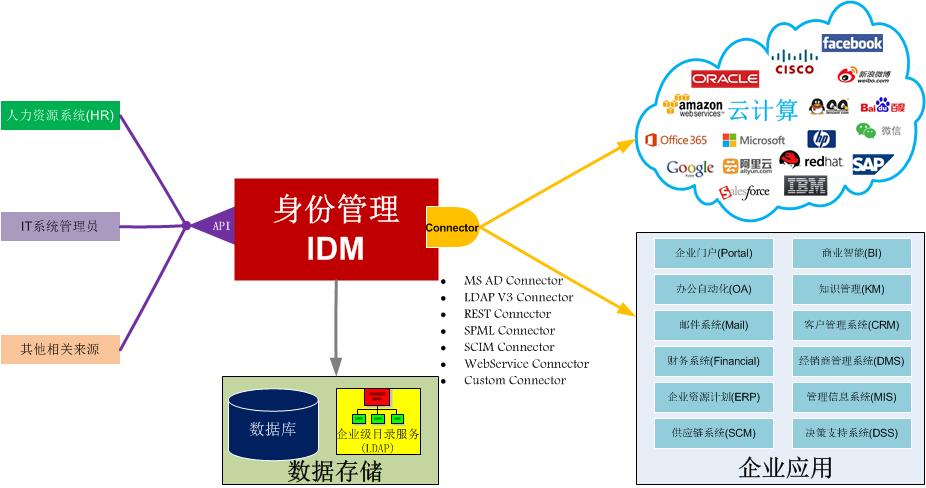 人力资源系统(HR)
IT系统管理员
其他相关来源
API
身份管理
IDM
Connector
MS AD Connector
LDAP V3 Connector
REST Connector
SPML Connector
SCIM Connector
WebService Connector
Custom Connector
数据库
企业级目录服务
(LDAP)
数据存储
facebook
CISCO
ORACLE
新浪微博
weibo.com
amazon
webservices™
云计算
QQ
Bai du 百度
Office 365
Microsoft
hp
微信
Google
Apps
阿里云
aliyun.com
redhat.
SAP
salesforce
IBM
企业门户(Portal)
商业智能(BI)
办公自动化(OA)
知识管理(KM)
邮件系统(Mail)
客户管理系统(CRM)
财务系统(Financial)
经销商管理系统(DMS)
企业资源计划(ERP)
管理信息系统(MIS)
供应链系统(SCM)
决策支持系统(DSS)
企业应用